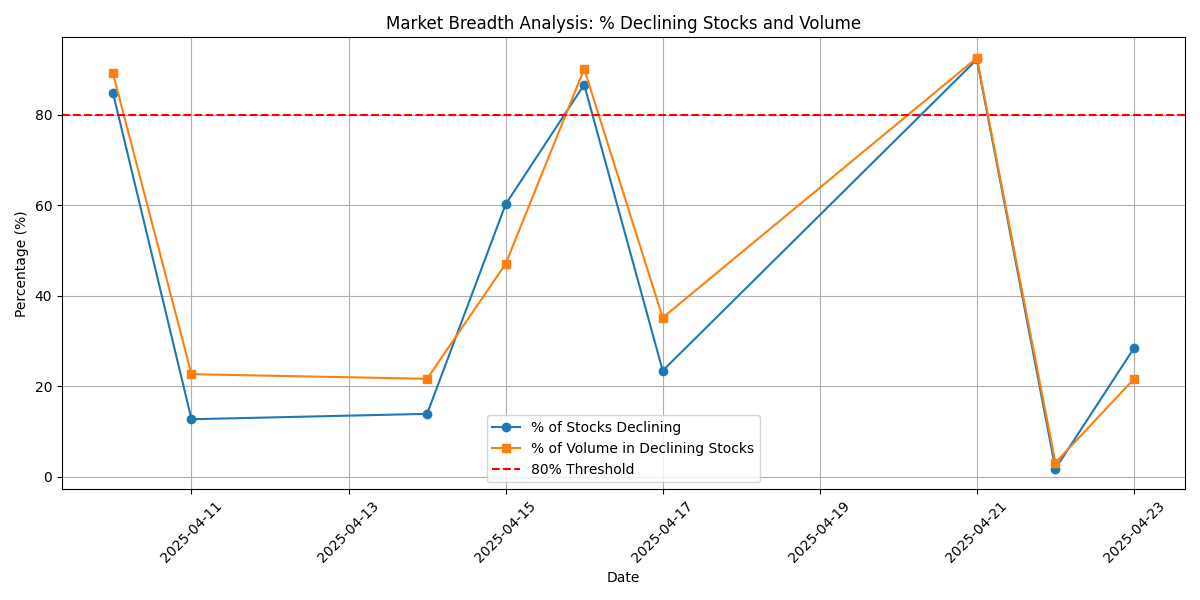 Market Breadth Analysis: % Declining Stocks and Volume
Percentage (%)
80
60
40
20
0
% of Stocks Declining
% of Volume in Declining Stocks
80% Threshold
2025-04-11
2025-04-13
2025-04-15
2025-04-17
2025-04-19
2025-04-21
2025-04-23
Date